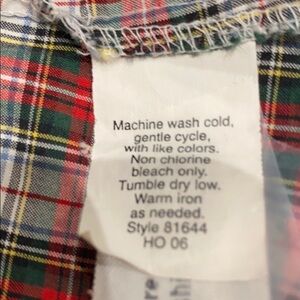 Machine wash cold,
gentle cycle,
with like colors.
Non chlorine
bleach only.
Tumble dry low.
Warm iron
as needed.
Style 81644
HO 06